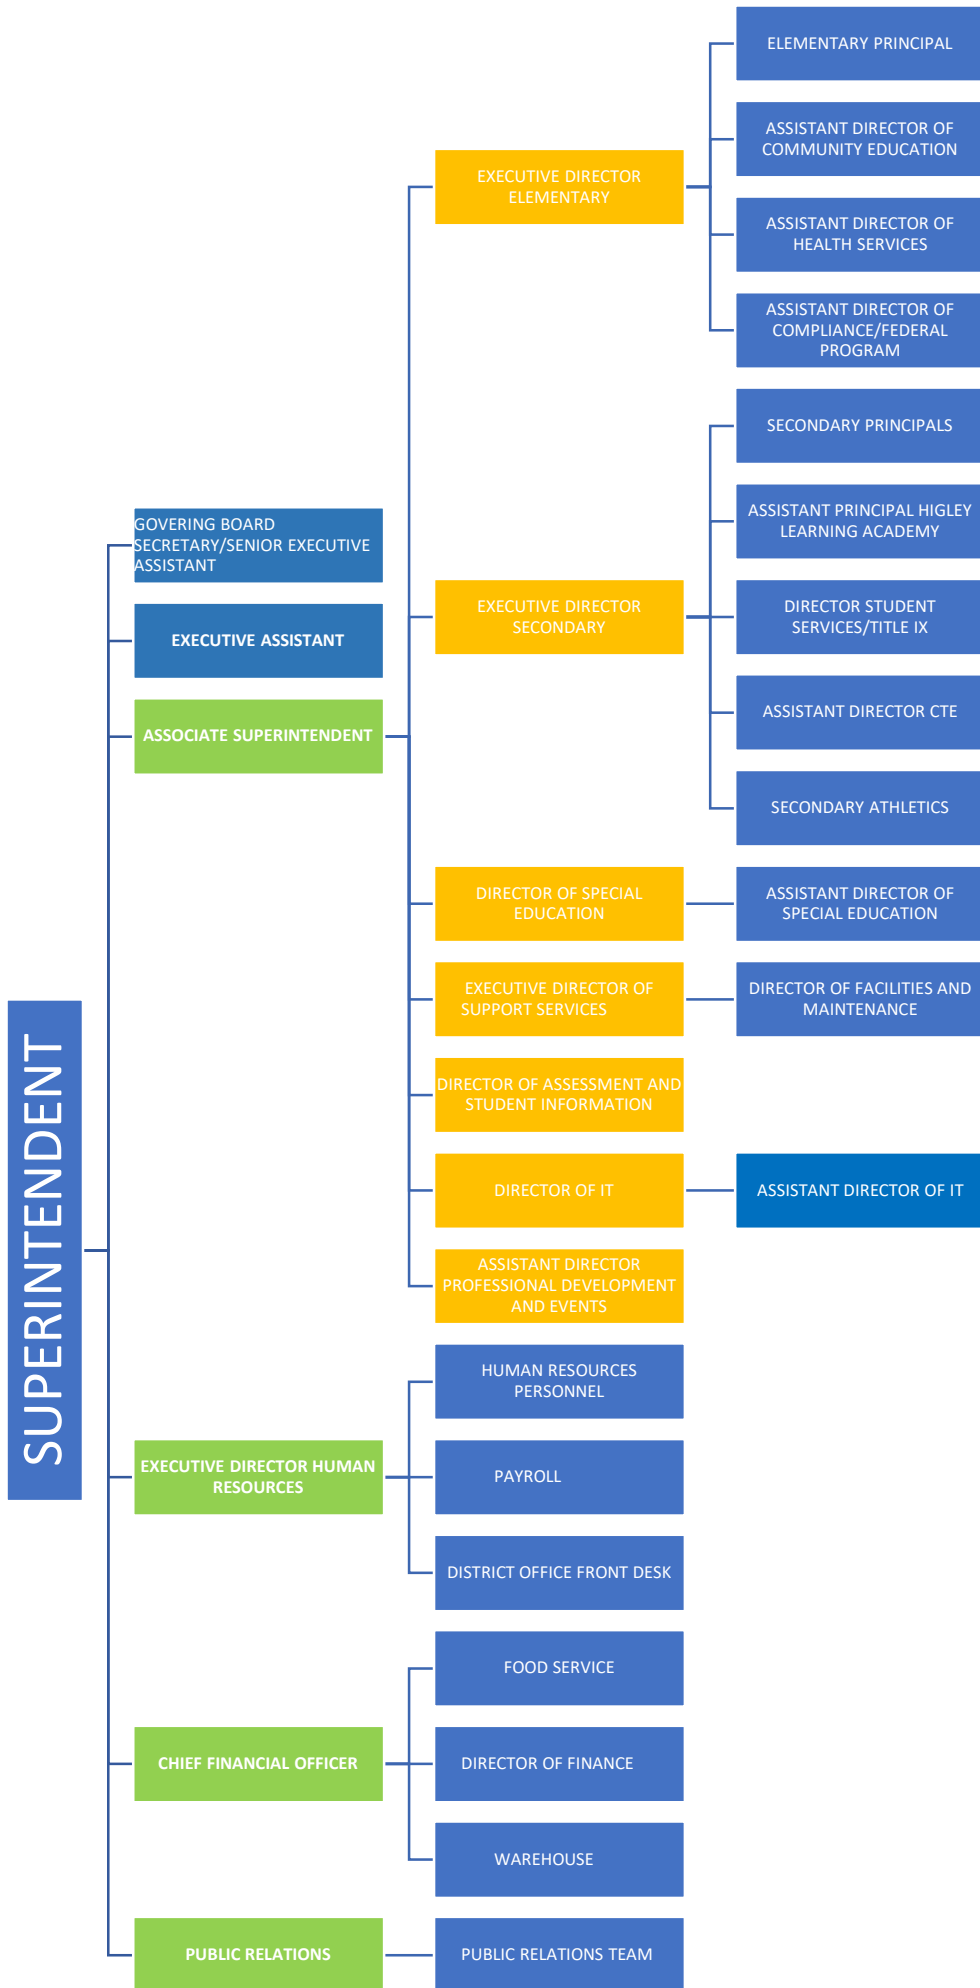 SUPERINTENDENT
GOVERING BOARD
SECRETARY/SENIOR EXECUTIVE
ASSISTANT
EXECUTIVE ASSISTANT
ASSOCIATE SUPERINTENDENT
EXECUTIVE DIRECTOR
ELEMENTARY
ELEMENTARY PRINCIPAL
ASSISTANT DIRECTOR OF
COMMUNITY EDUCATION
ASSISTANT DIRECTOR OF
HEALTH SERVICES
ASSISTANT DIRECTOR OF
COMPLIANCE/FEDERAL
PROGRAM
EXECUTIVE DIRECTOR
SECONDARY
SECONDARY PRINCIPALS
ASSISTANT PRINCIPAL HIGLEY
LEARNING ACADEMY
DIRECTOR STUDENT
SERVICES/TITLE IX
ASSISTANT DIRECTOR CTE
SECONDARY ATHLETICS
DIRECTOR OF SPECIAL
EDUCATION
ASSISTANT DIRECTOR OF
SPECIAL EDUCATION
EXECUTIVE DIRECTOR OF
SUPPORT SERVICES
DIRECTOR OF FACILITIES AND
MAINTENANCE
DIRECTOR OF ASSESSMENT AND
STUDENT INFORMATION
DIRECTOR OF IT
ASSISTANT DIRECTOR OF IT
ASSISTANT DIRECTOR
PROFESSIONAL DEVELOPMENT
AND EVENTS
EXECUTIVE DIRECTOR HUMAN
RESOURCES
HUMAN RESOURCES
PERSONNEL
PAYROLL
DISTRICT OFFICE FRONT DESK
CHIEF FINANCIAL OFFICER
FOOD SERVICE
DIRECTOR OF FINANCE
WAREHOUSE
PUBLIC RELATIONS
PUBLIC RELATIONS TEAM